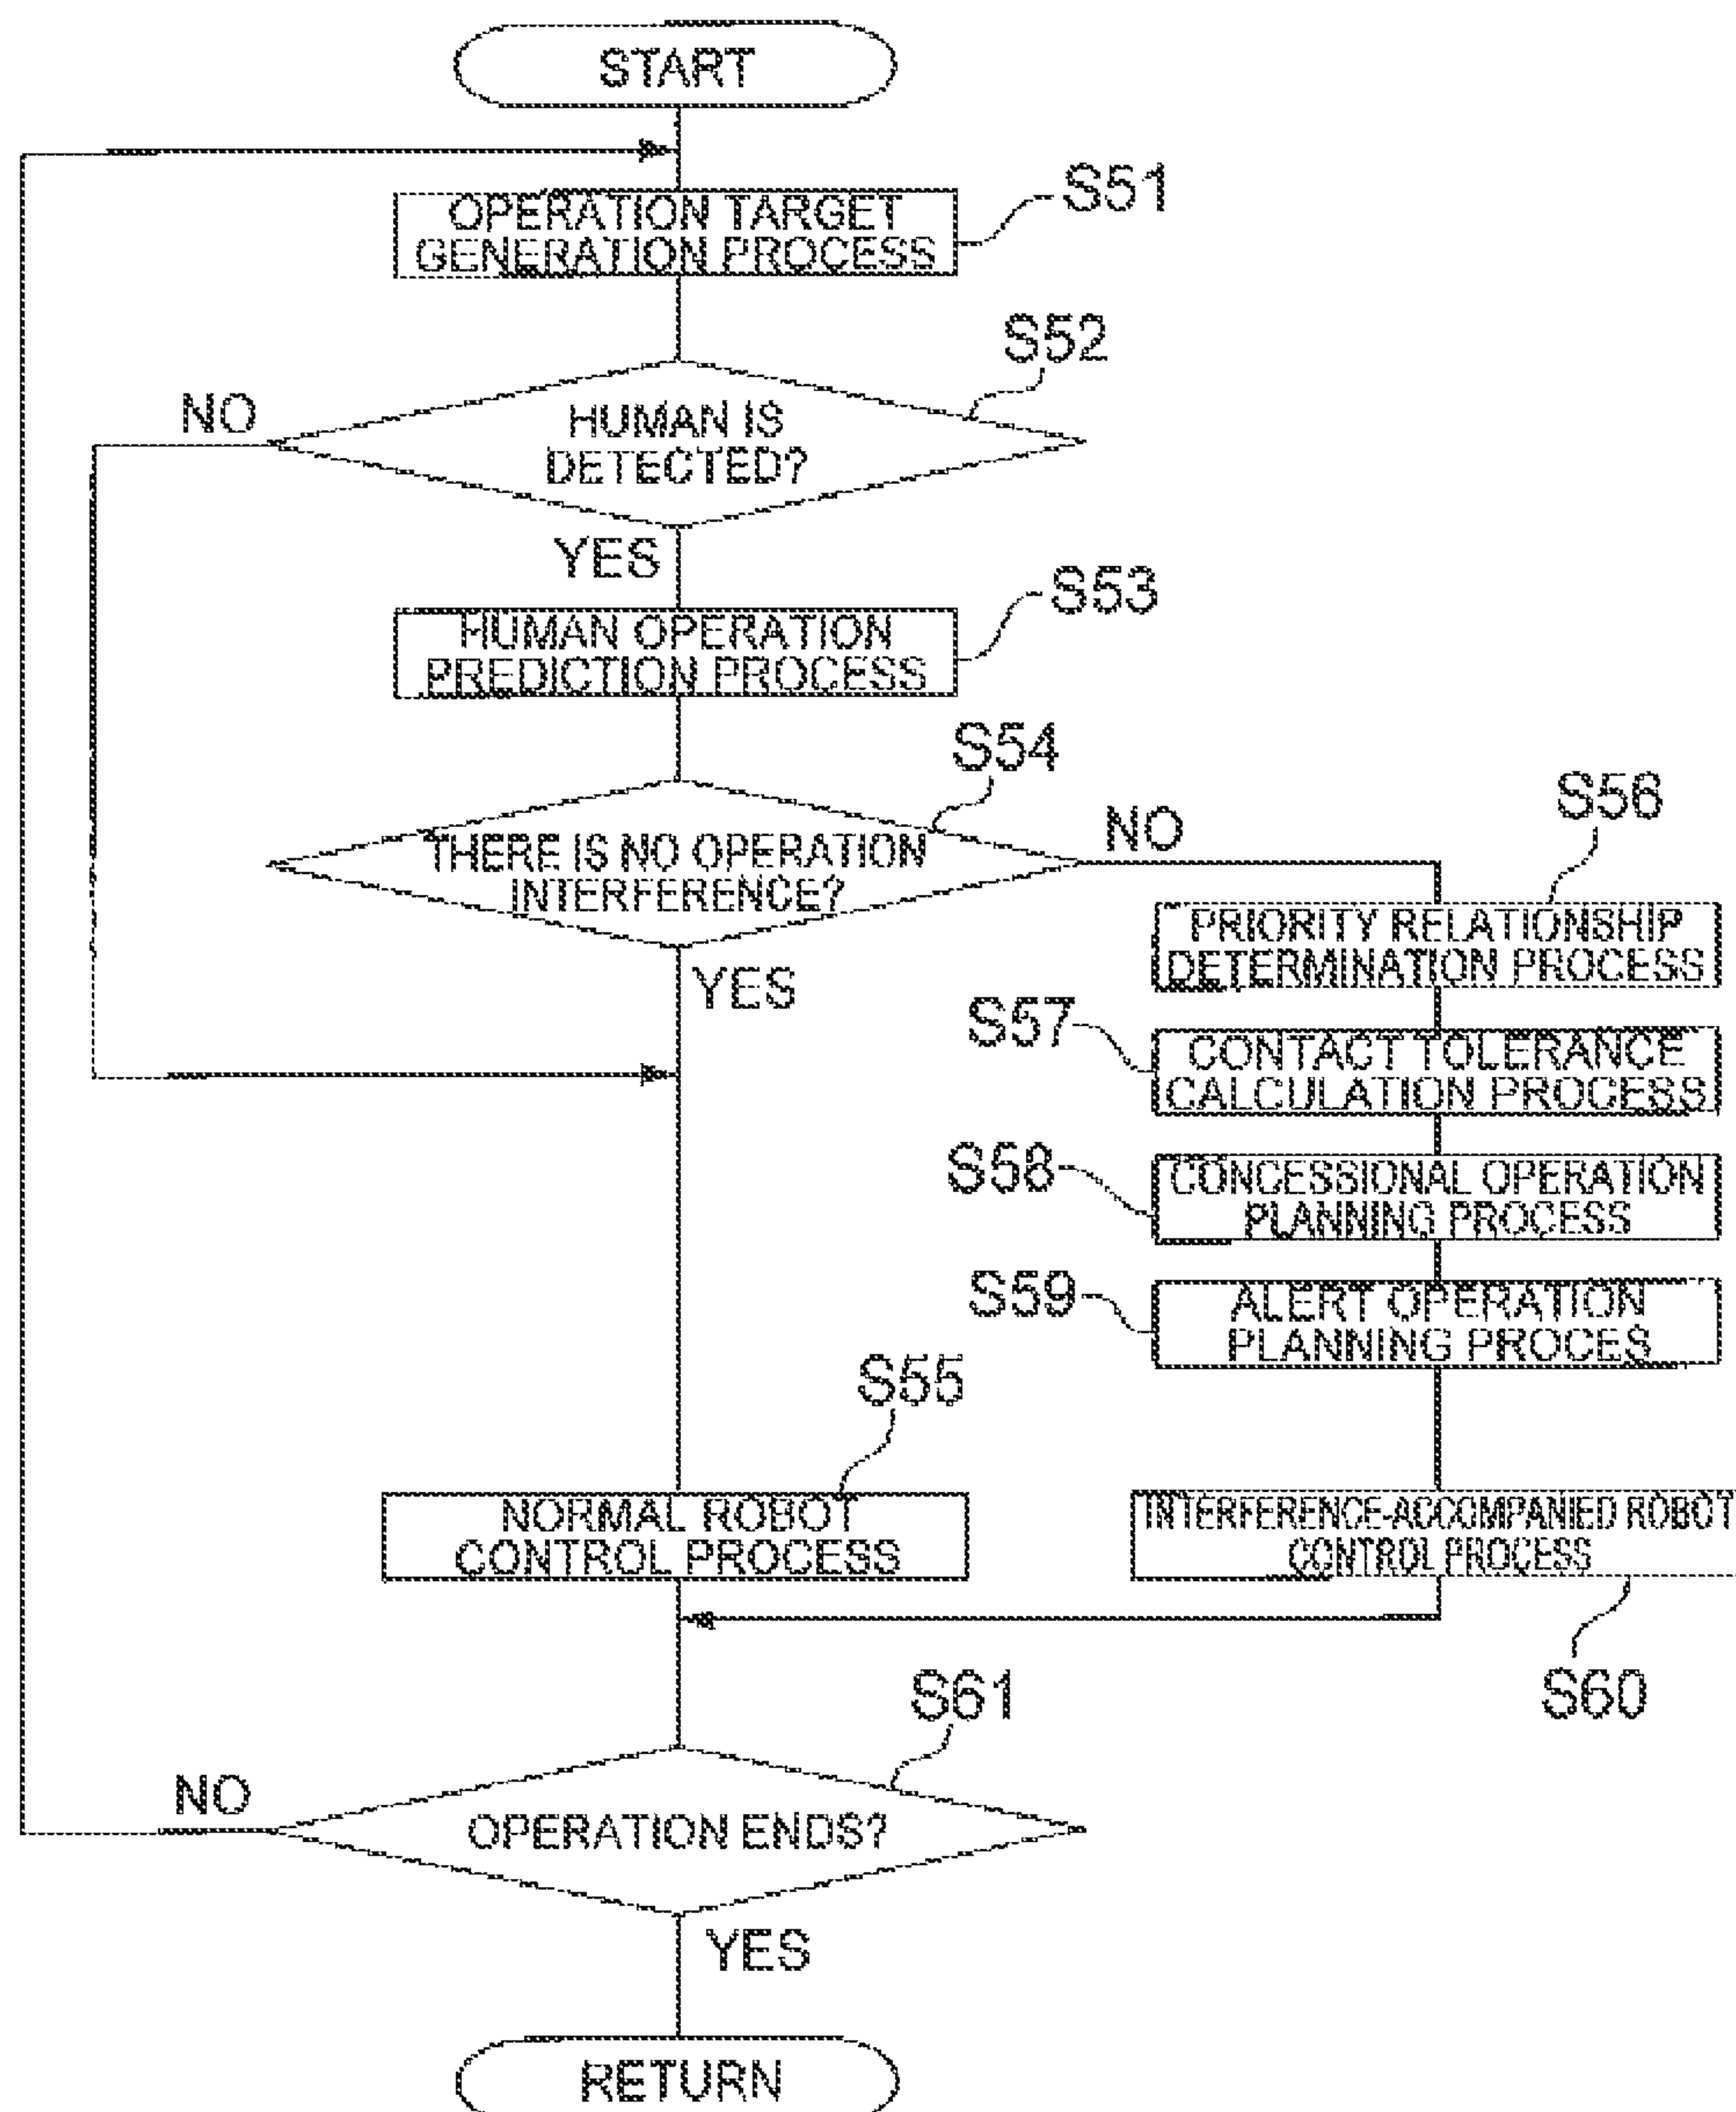 START
OPERATION TARGET
GENERATION PROCESS
S51
S52
NO
HUMAN IS
DETECTED?
YES
HUMAN OPERATION
PREDICTION PROCESS
S53
S54
THERE IS NO OPERATION
INTERFERENCE?
NO
YES
S56
PRIORITY RELATIONSHIP
DETERMINATION PROCESS
S57
CONTACT TOLERANCE
CALCULATION PROCESS
S58
CONCESSIONAL OPERATION
PLANNING PROCESS
S59
ALERT OPERATION
PLANNING PROCES
S55
NORMAL ROBOT
CONTROL PROCESS
INTERFERENCE-ACCOMPANIED ROBOT
CONTROL PROCESS
S60
S61
NO
OPERATION ENDS?
YES
RETURN